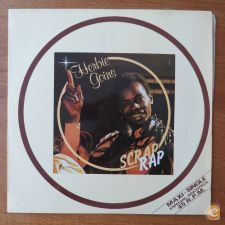 Herbie
Goins
SCRAP
RAP
MAXI-SINGLE
45 R.P.M.